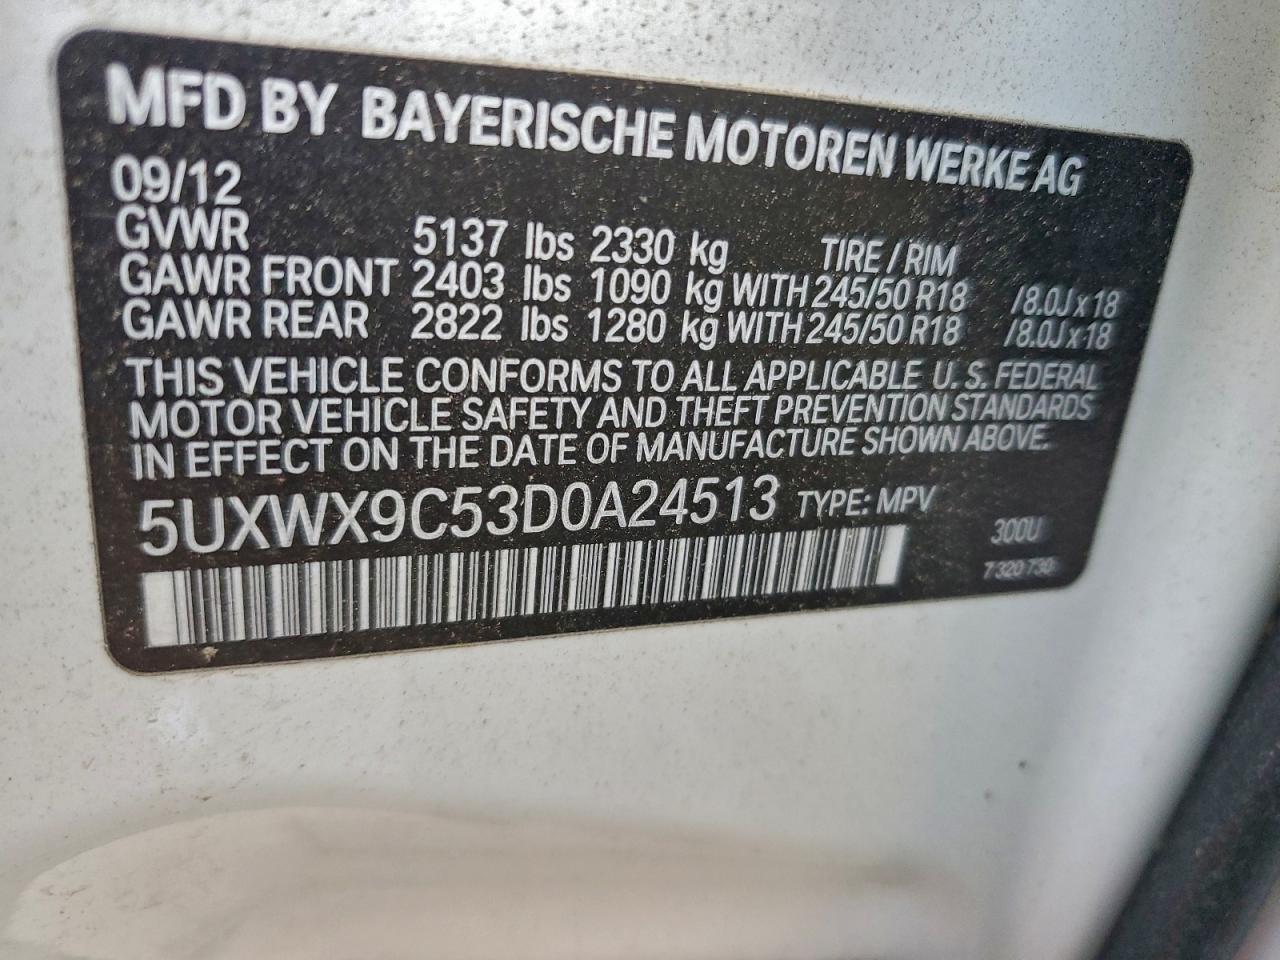 MFD BY BAYERISCHE MOTOREN WERKE AG
09/12
GVWR 5137 lbs 2330 kg TIRE / RIM
GAWR FRONT 2403 lbs 1090 kg WITH 245/50 R18 /8.0J x 18
GAWR REAR 2822 lbs 1280 kg WITH 245/50 R18 /8.0J x 18
THIS VEHICLE CONFORMS TO ALL APPLICABLE U. S. FEDERAL
MOTOR VEHICLE SAFETY AND THEFT PREVENTION STANDARDS
IN EFFECT ON THE DATE OF MANUFACTURE SHOWN ABOVE.
5UXWX9C53D0A24513 TYPE: MPV
300U
7 320 730